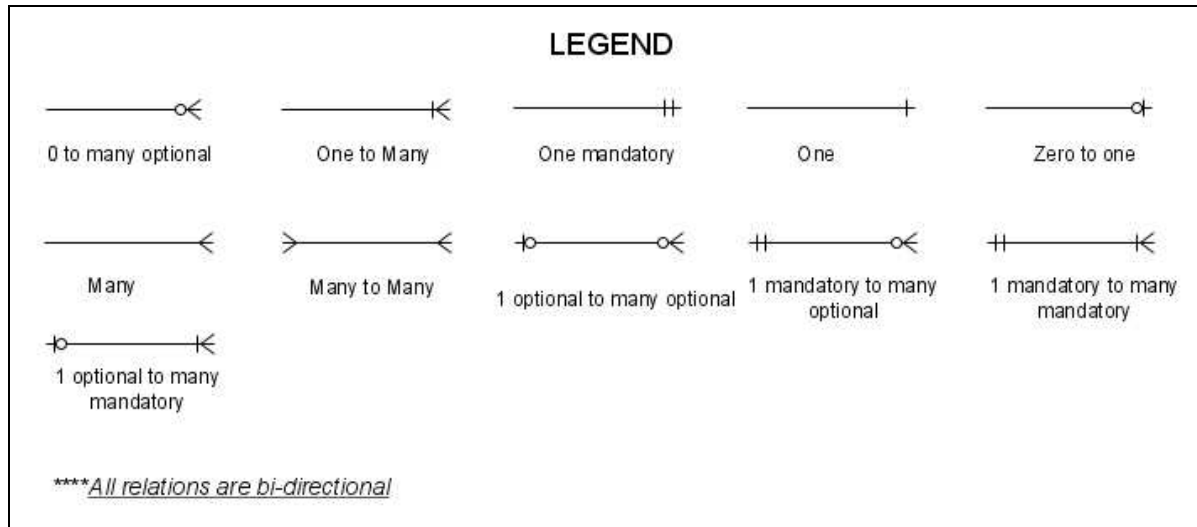 LEGEND
0 to many optional
One to Many
One mandatory
One
Zero to one
Many
Many to Many
1 optional to many optional
1 mandatory to many
optional
1 mandatory to many
mandatory
1 optional to many
mandatory
****All relations are bi-directional